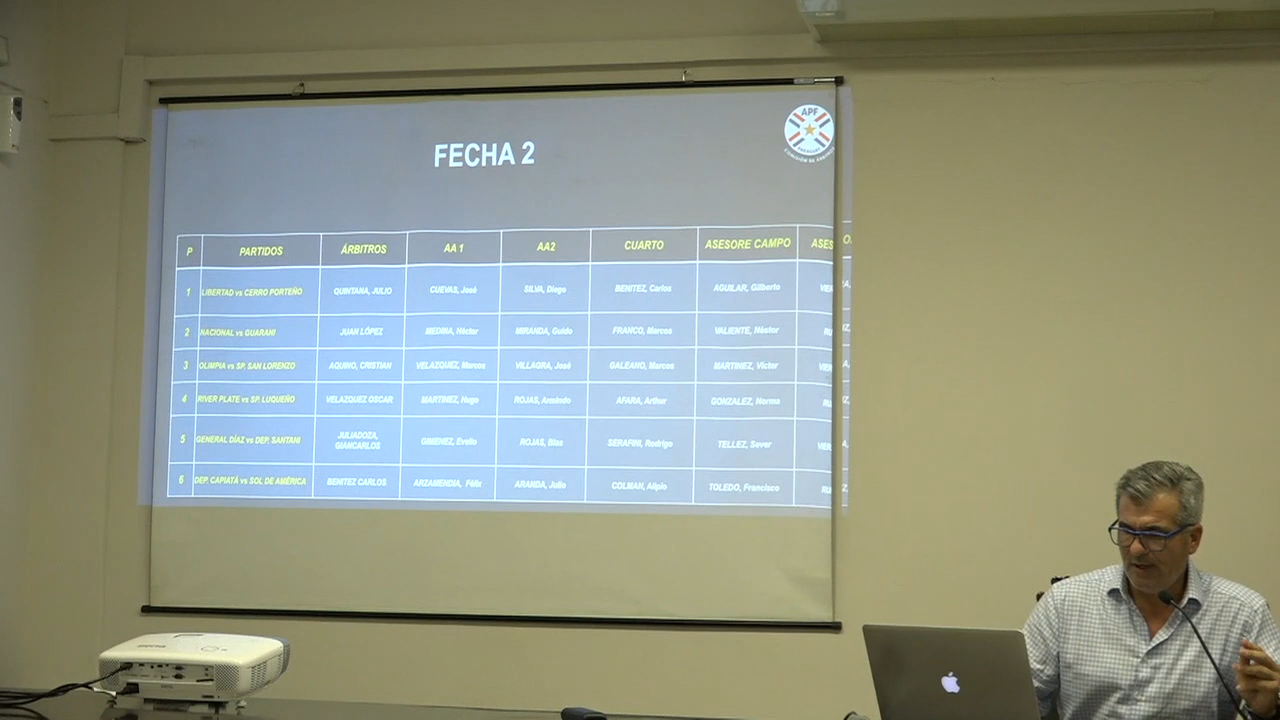 APF
PARAGUAY
FECHA 2
P PARTIDOS ÁRBITROS AA 1 AA2 CUARTO ASESORE CAMPO ASES
1 LIBERTAD vs CERRO PORTEÑO QUINTANA, JULIO CUEVAS, José SILVA, Diego BENITEZ, Carlos AGUILAR, Gilberto
2 NACIONAL vs GUARANI JUAN LÓPEZ MEDINA, Héctor MIRANDA, Guido FRANCO, Marcos VALIENTE, Néstor
3 OLIMPIA vs SP. SAN LORENZO AQUINO, CRISTIAN VELAZQUEZ, Marcos VILLAGRA, José GALEANO, Marcos MARTINEZ, Victor
4 RIVER PLATE vs SP. LUQUEÑO VELAZQUEZ OSCAR MARTINEZ, Hugo ROJAS, Amsindo AFARA, Arthur GONZALEZ, Norma
5 GENERAL DÍAZ vs DEP. SANTANI JULIADOZA, GIANCARLOS GIMENEZ, Evelio ROJAS, Blas SERAFINI, Rodrigo TELLEZ, Sever
6 DEP. CAPIATÁ vs SOL DE AMÉRICA BENITEZ CARLOS ARZAMENDIA, Félix ARANDA, Julio COLMAN, Alipio TOLEDO, Francisco